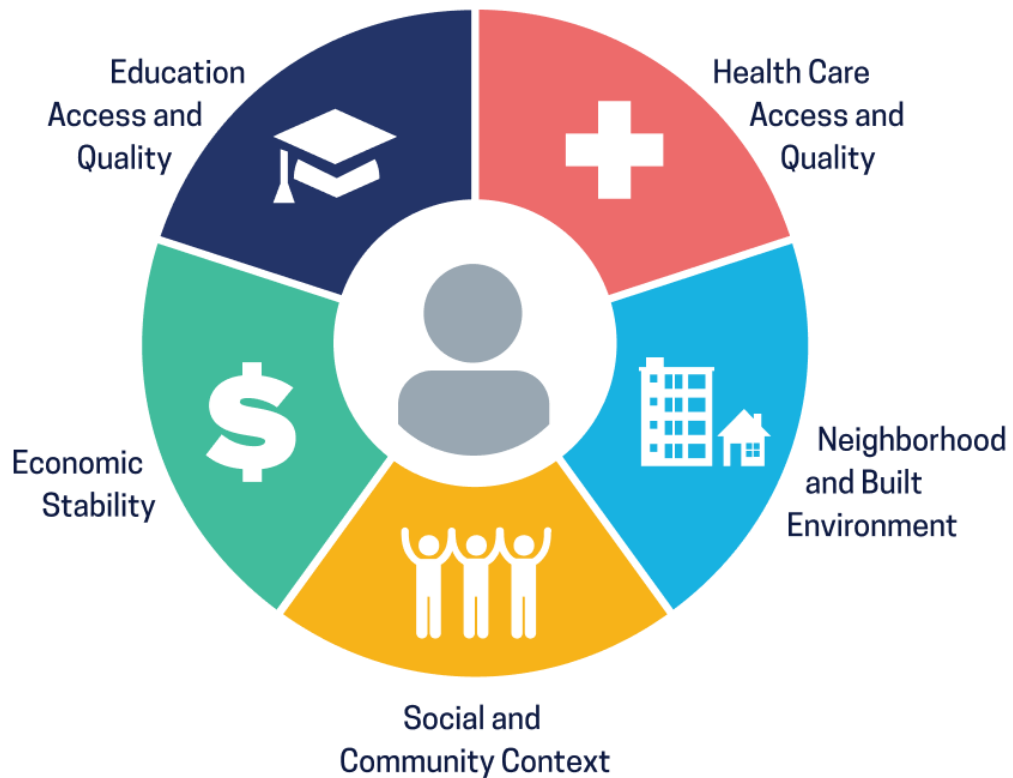 Education
Access and
Quality
Health Care
Access and
Quality
Economic
Stability
Neighborhood
and Built
Environment
Social and
Community Context